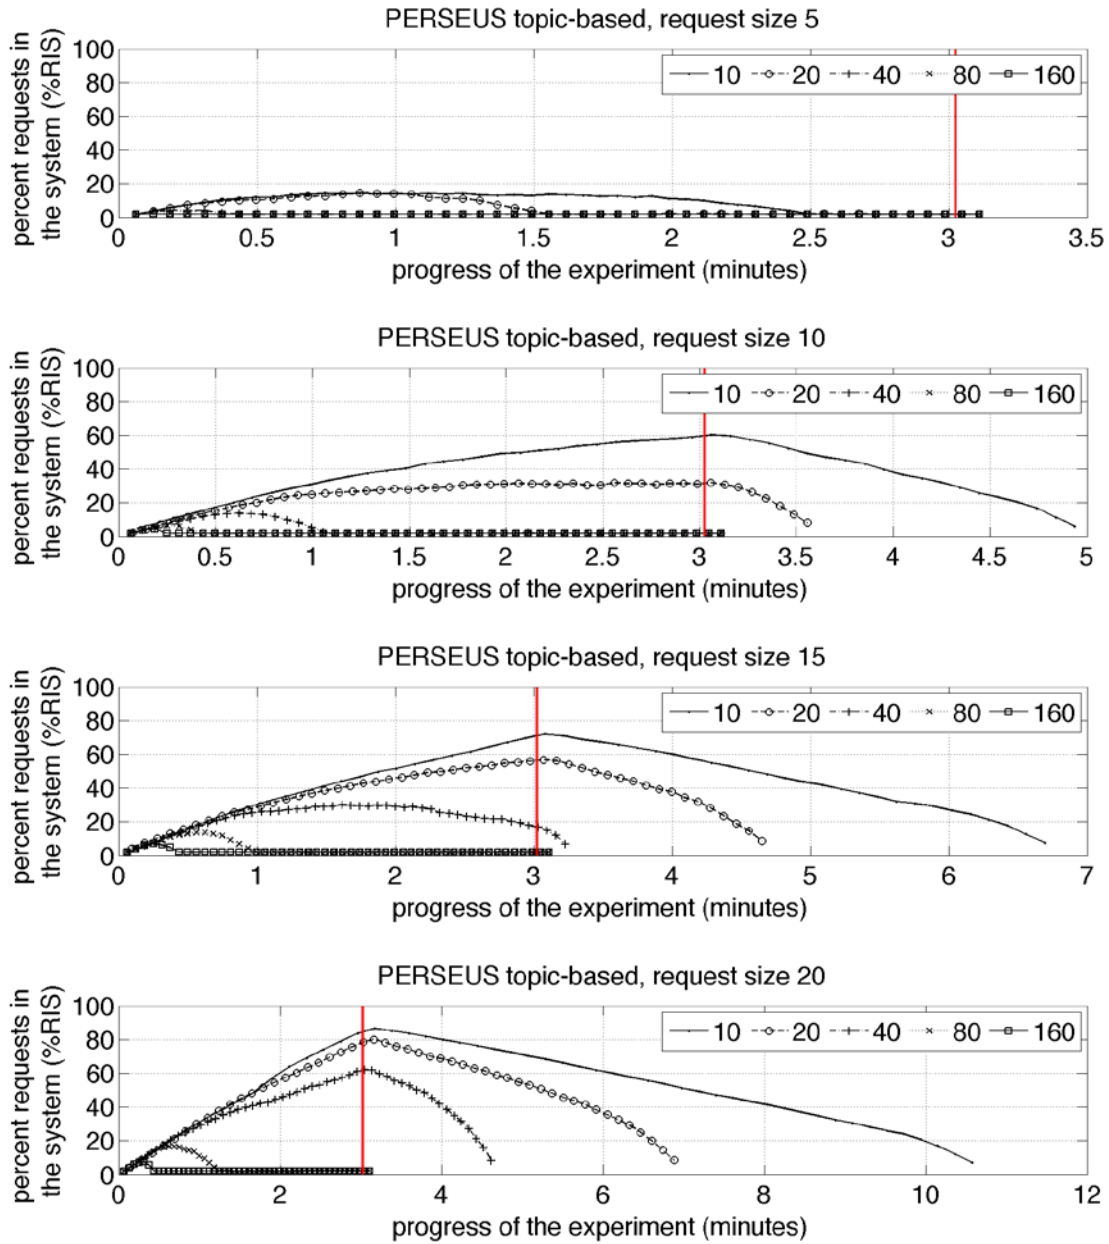 PERSEUS topic-based, request size 5
percent requests in
the system (%RIS)
100
80
60
40
20
0
10 20 40 80 160
0 0.5 1 1.5 2 2.5 3 3.5
progress of the experiment (minutes)
PERSEUS topic-based, request size 10
percent requests in
the system (%RIS)
100
80
60
40
20
0
10 20 40 80 160
0 0.5 1 1.5 2 2.5 3 3.5 4 4.5 5
progress of the experiment (minutes)
PERSEUS topic-based, request size 15
percent requests in
the system (%RIS)
100
80
60
40
20
0
10 20 40 80 160
0 1 2 3 4 5 6 7
progress of the experiment (minutes)
PERSEUS topic-based, request size 20
percent requests in
the system (%RIS)
100
80
60
40
20
0
10 20 40 80 160
0 2 4 6 8 10 12
progress of the experiment (minutes)